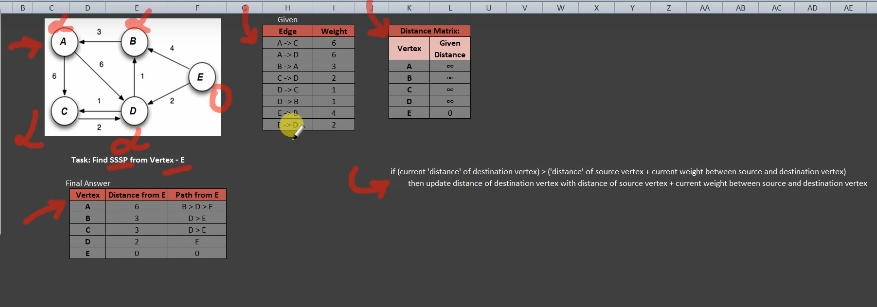 B C D E F G H I J K L U V W X Y Z AA AB AC AD AE
Given
Edge Weight
A -> C 6
A -> D 6
B -> A 3
C -> D 2
D -> C 1
D > B 1
E -> B 4
E -> D 2
Distance Matrix:
Vertex Given Distance
A ∞
B ∞
C ∞
D ∞
E 0
A 3 B
4
6 6 1 E
1 2
C D
2
Task: Find SSSP from Vertex - E
if (current 'distance' of destination vertex) > ('distance' of source vertex + current weight between source and destination vertex)
then update distance of destination vertex with distance of source vertex + current weight between source and destination vertex
Final Answer
Vertex Distance from E Path from E
A 6 B > D > E
B 3 D > E
C 3 D > E
D 2 E
E 0 0